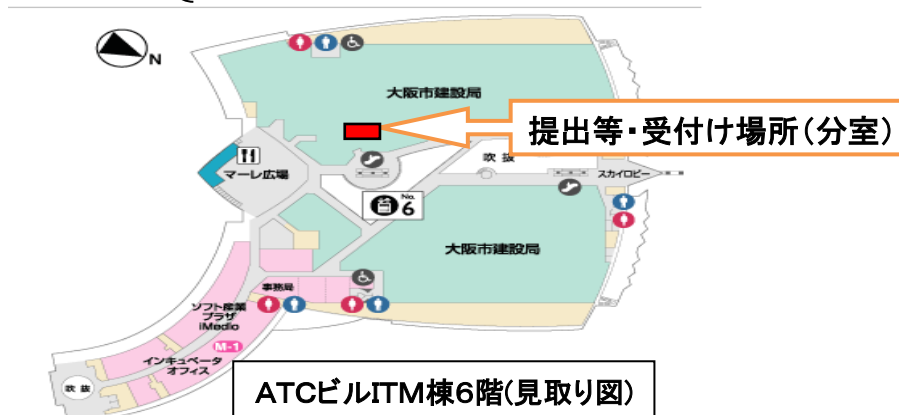 N
大阪市建設局
提出等・受付け場所(分室)
吹抜
スカイロビー
マーレ広場
No.
6
大阪市建設局
事務局
ソフト産業
プラザ
iMedio
M-1
インキュベータ
オフィス
吹抜
ATCビルITM棟6階(見取り図)